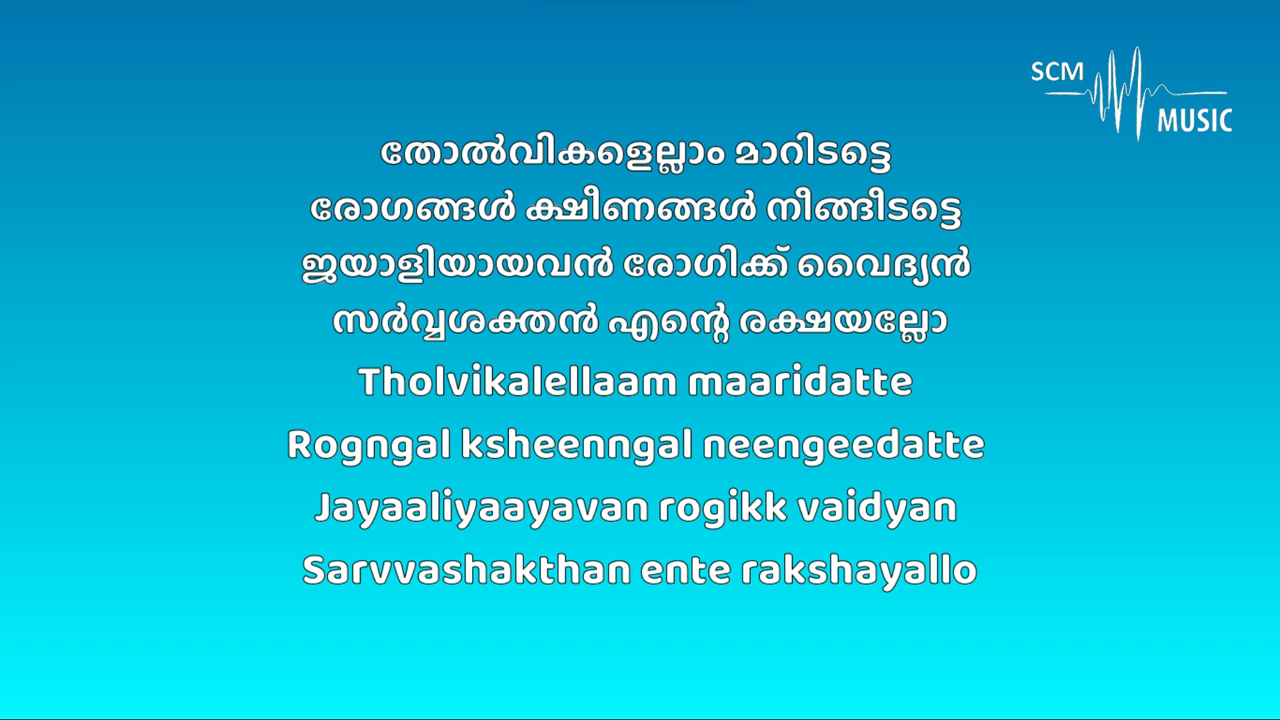 SCM
MUSIC
തോൽവികളെല്ലാം മാറിടട്ടെ
രോഗങ്ങൾ ക്ഷീണങ്ങൾ നീങ്ങീടട്ടെ
ജയാളിയായവൻ രോഗിക്ക് വൈദ്യൻ
സർവ്വശക്തൻ എന്റെ രക്ഷയല്ലോ
Tholvikalellaam maaridatte
Rogngal ksheenngal neengeedatte
Jayaaliyaayavan rogikk vaidyan
Sarvvashakthan ente rakshayallo